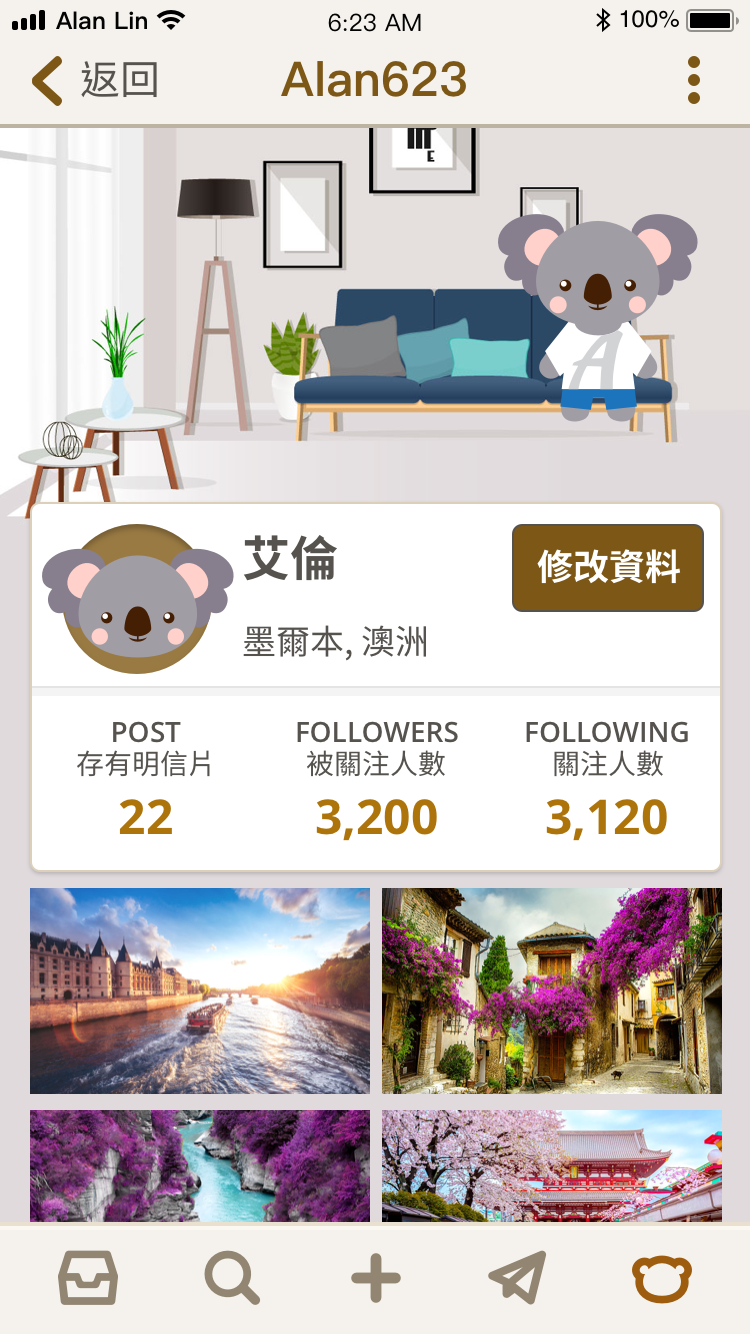 Alan Lin 6:23 AM 100%
返回 Alan623
E
A
艾倫
修改資料
墨爾本, 澳洲
POST FOLLOWERS FOLLOWING
存有明信片 被關注人數 關注人數
22 3,200 3,120